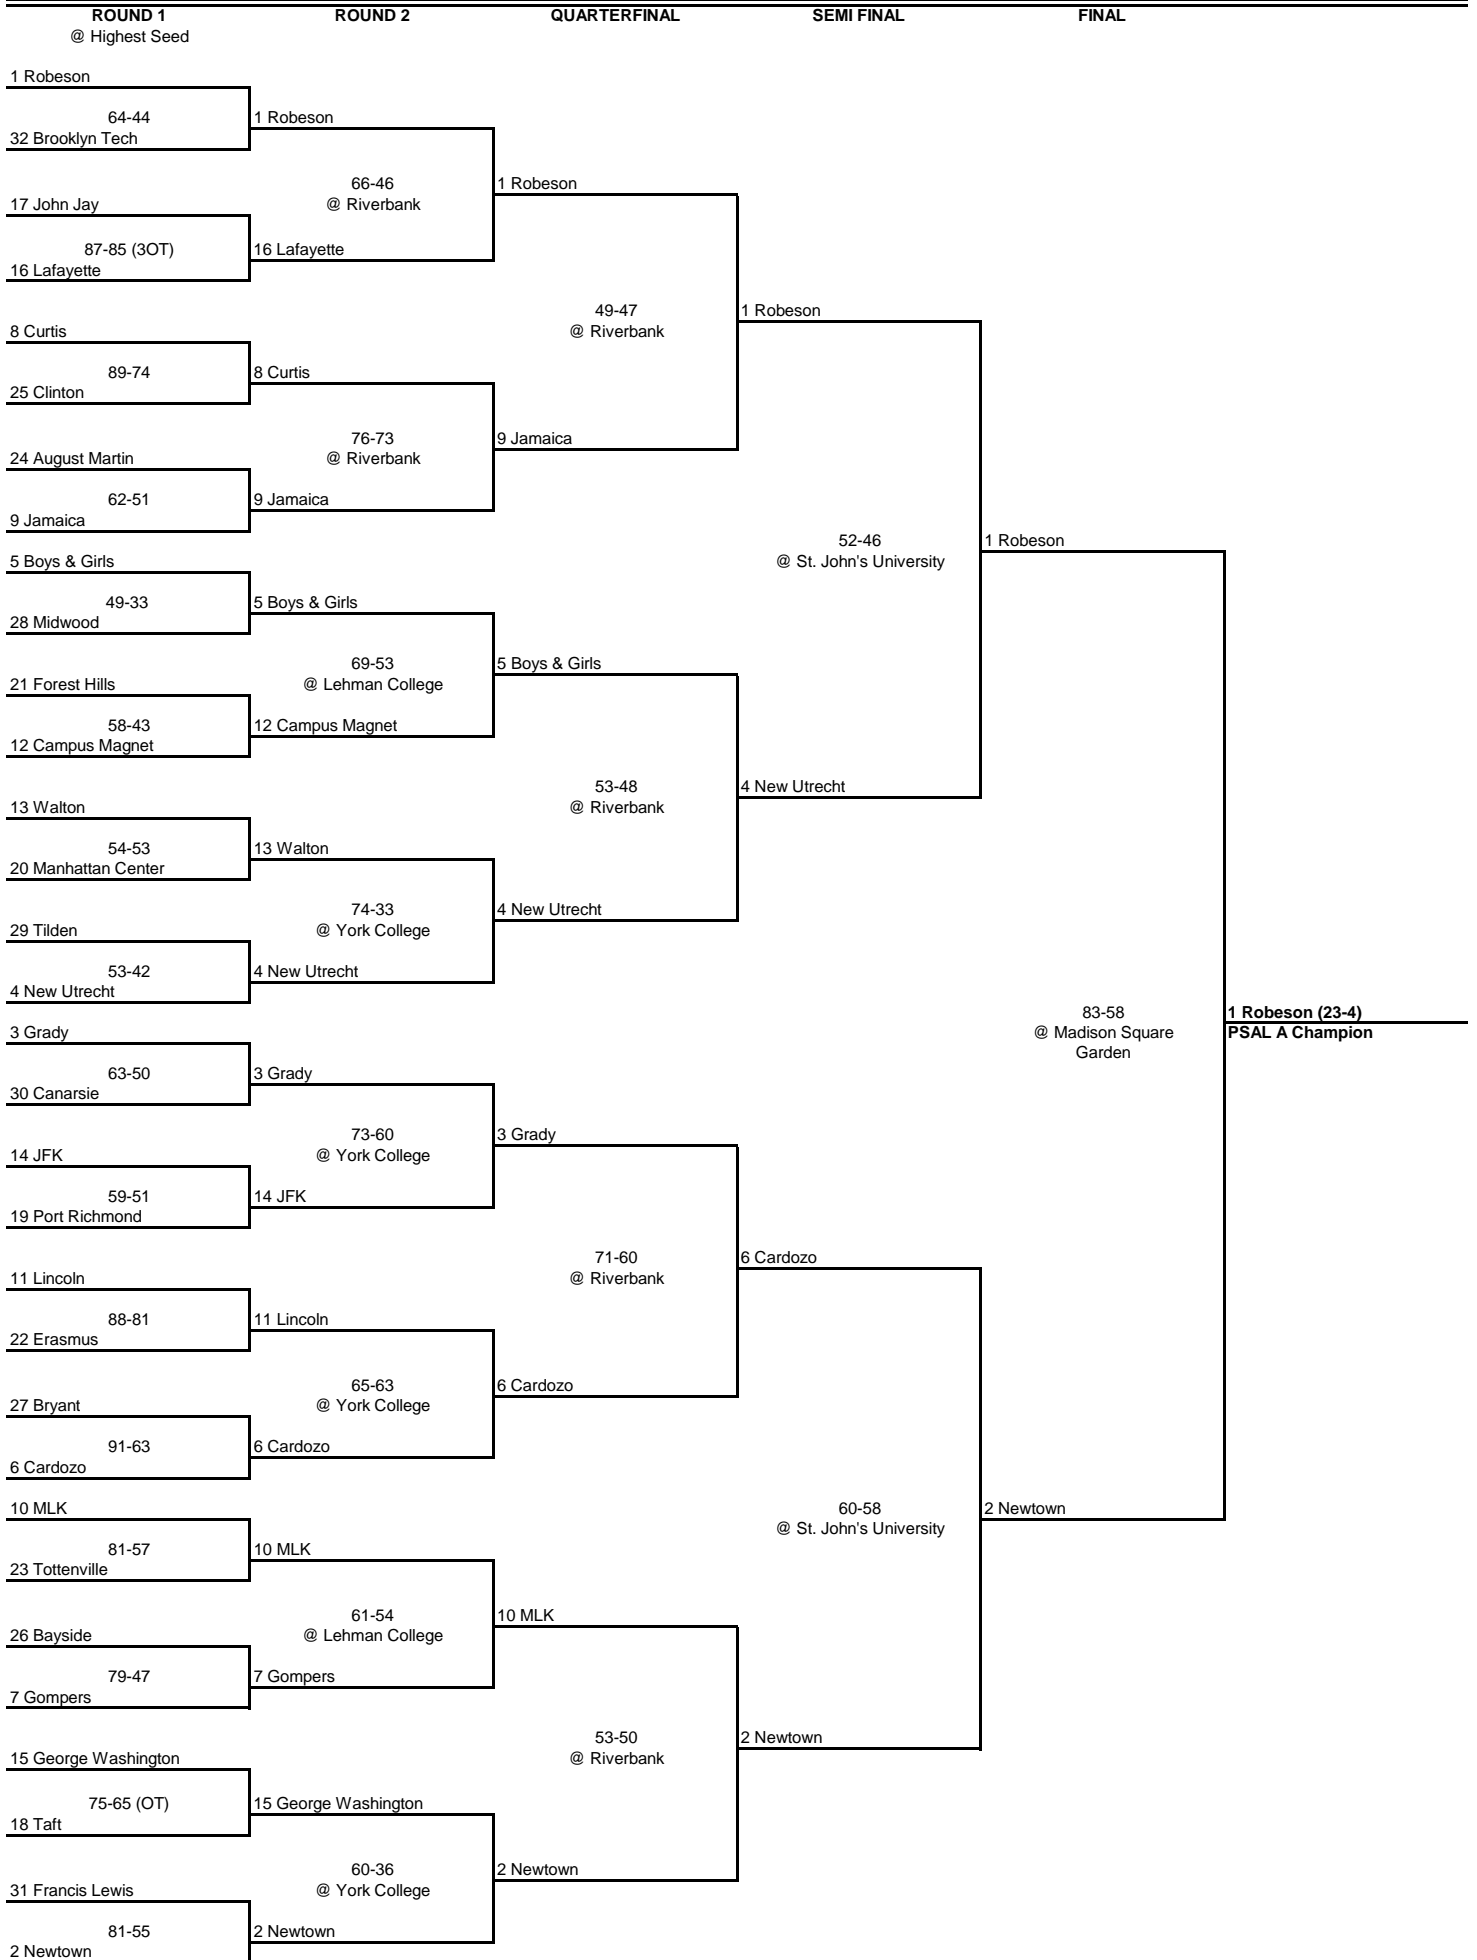 ROUND 1
@ Highest Seed
ROUND 2
QUARTERFINAL
SEMI FINAL
FINAL
1 Robeson
64-44
32 Brooklyn Tech
17 John Jay
87-85 (3OT)
16 Lafayette
8 Curtis
89-74
25 Clinton
24 August Martin
62-51
9 Jamaica
5 Boys & Girls
49-33
28 Midwood
21 Forest Hills
58-43
12 Campus Magnet
13 Walton
54-53
20 Manhattan Center
29 Tilden
53-42
4 New Utrecht
3 Grady
63-50
30 Canarsie
14 JFK
59-51
19 Port Richmond
11 Lincoln
88-81
22 Erasmus
27 Bryant
91-63
6 Cardozo
10 MLK
81-57
23 Tottenville
26 Bayside
79-47
7 Gompers
15 George Washington
75-65 (OT)
18 Taft
31 Francis Lewis
81-55
2 Newtown
1 Robeson
66-46
@ Riverbank
16 Lafayette
8 Curtis
76-73
@ Riverbank
9 Jamaica
5 Boys & Girls
69-53
@ Lehman College
12 Campus Magnet
13 Walton
74-33
@ York College
4 New Utrecht
3 Grady
73-60
@ York College
14 JFK
11 Lincoln
65-63
@ York College
6 Cardozo
10 MLK
61-54
@ Lehman College
7 Gompers
15 George Washington
60-36
@ York College
2 Newtown
1 Robeson
49-47
@ Riverbank
9 Jamaica
5 Boys & Girls
53-48
@ Riverbank
4 New Utrecht
3 Grady
71-60
@ Riverbank
6 Cardozo
10 MLK
53-50
@ Riverbank
2 Newtown
1 Robeson
52-46
@ St. John's University
4 New Utrecht
6 Cardozo
60-58
@ St. John's University
2 Newtown
1 Robeson
83-58
@ Madison Square
Garden
2 Newtown
1 Robeson (23-4)
PSAL A Champion